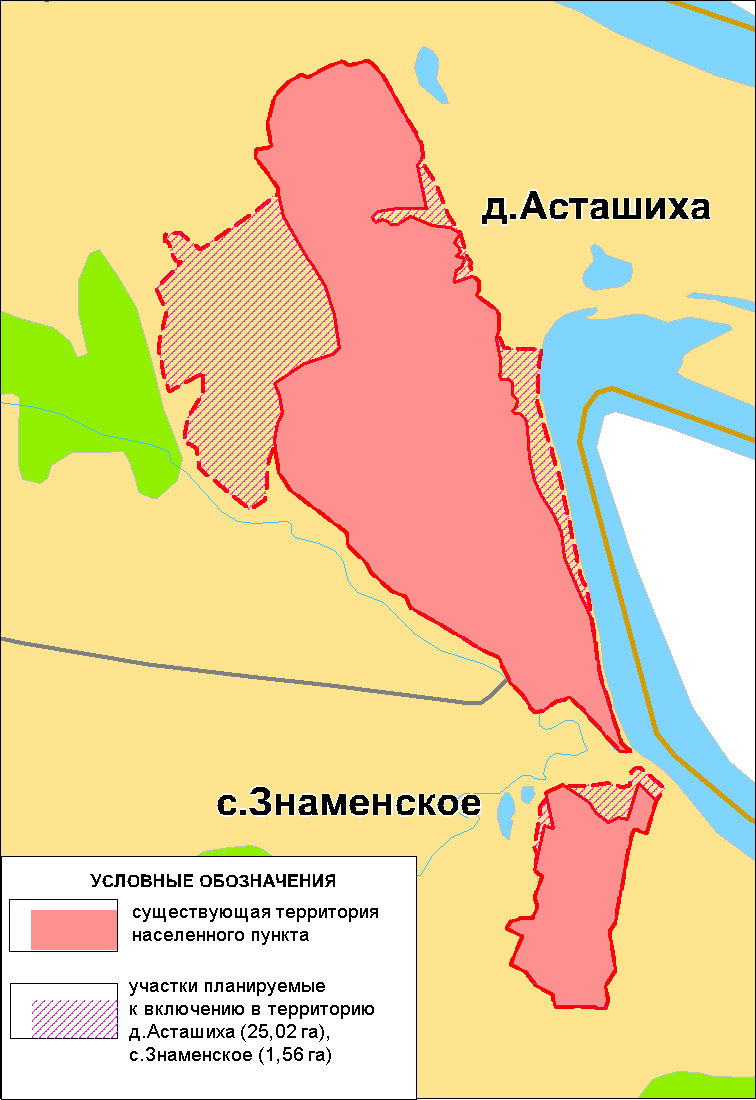 д.Асташиха
с.Знаменское
УСЛОВНЫЕ ОБОЗНАЧЕНИЯ
существующая территория
населенного пункта
участки планируемые
к включению в территорию
д.Асташиха (25,02 га),
с.Знаменское (1,56 га)